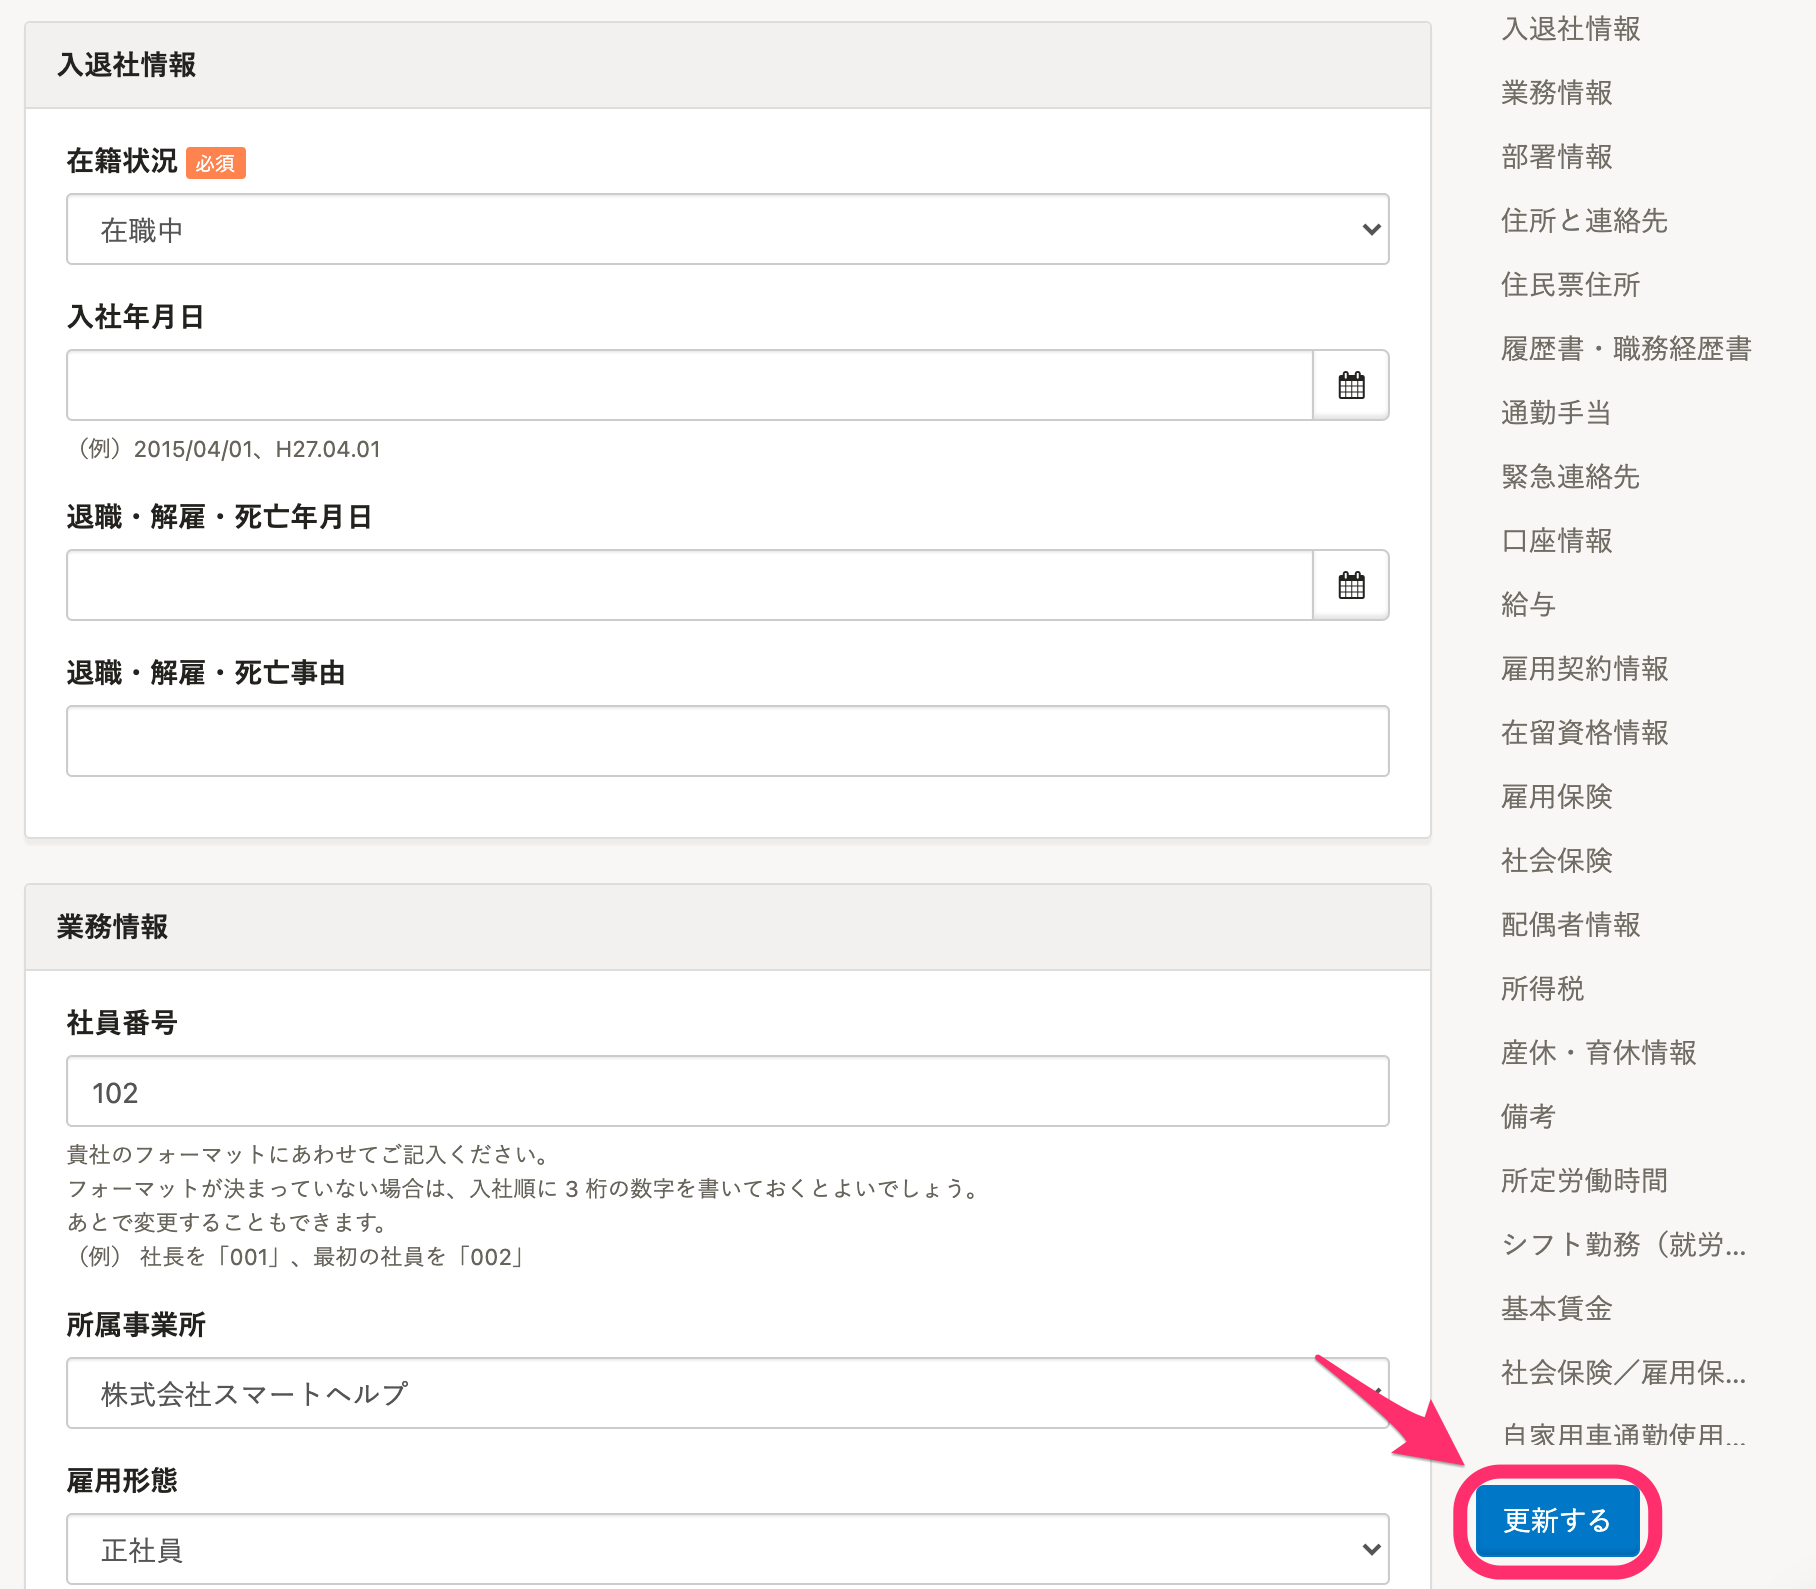 入退社情報
在籍状況 必須
在職中
入社年月日
（例）2015/04/01、H27.04.01
退職・解雇・死亡年月日
退職・解雇・死亡事由
業務情報
社員番号
102
貴社のフォーマットにあわせてご記入ください。
フォーマットが決まっていない場合は、入社順に 3 桁の数字を書いておくとよいでしょう。
あとで変更することもできます。
（例） 社長を「001」、最初の社員を「002」
所属事業所
株式会社スマートヘルプ
雇用形態
正社員
入退社情報
業務情報
部署情報
住所と連絡先
住民票住所
履歴書・職務経歴書
通勤手当
緊急連絡先
口座情報
給与
雇用契約情報
在留資格情報
雇用保険
社会保険
配偶者情報
所得税
産休・育休情報
備考
所定労働時間
シフト勤務（就労...
基本賃金
社会保険／雇用保...
自家用車通勤使用...
更新する